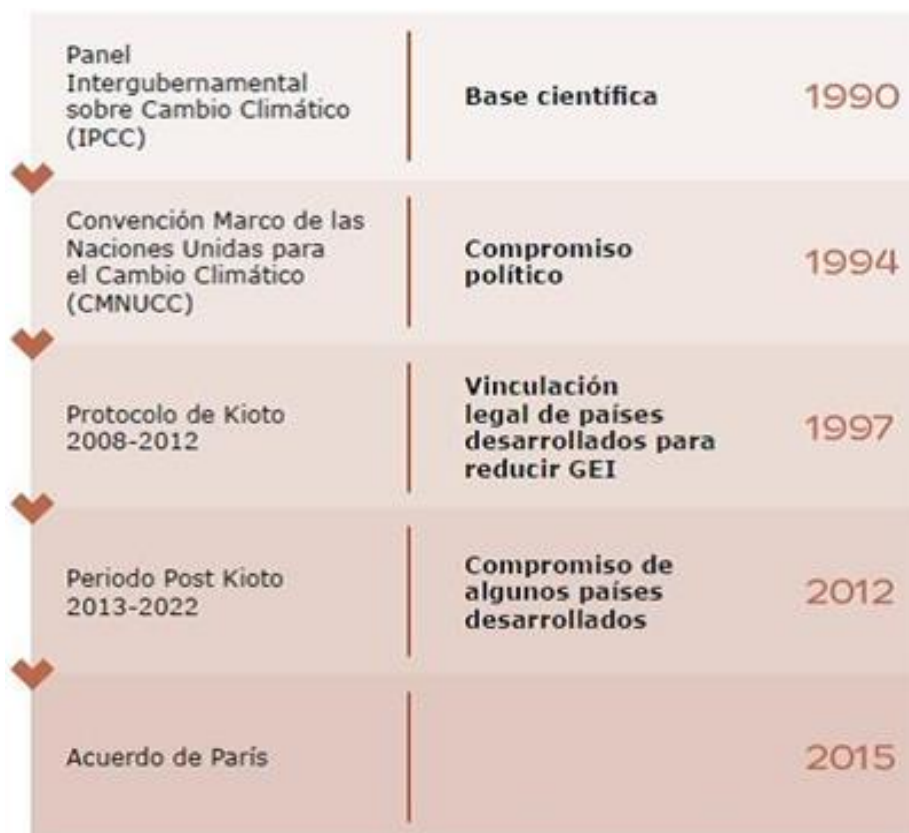 Panel
Intergubernamental
sobre Cambio Climático
(IPCC)
Base científica
1990
Convención Marco de las
Naciones Unidas para
el Cambio Climático
(CMNUCC)
Compromiso
político
1994
Protocolo de Kioto
2008-2012
Vinculación
legal de países
desarrollados para
reducir GEI
1997
Periodo Post Kioto
2013-2022
Compromiso de
algunos países
desarrollados
2012
Acuerdo de París
2015